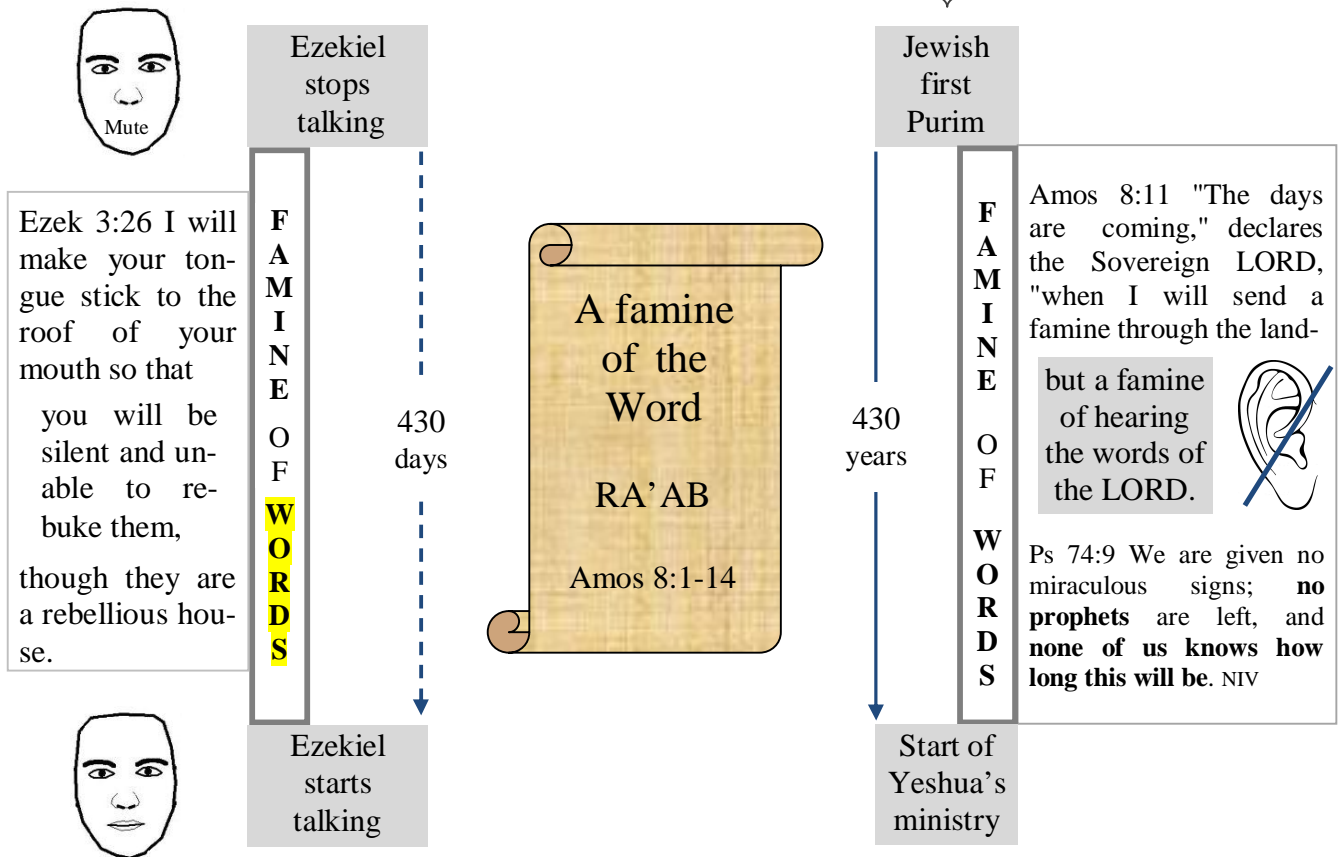 Mute
Ezekiel
stops
talking
Ezek 3:26 I will
make your ton-
gue stick to the
roof of your
mouth so that
you will be
silent and un-
able to re-
buke them,
though they are
a rebellious hou-
se.
F
A
M
I
N
E
O
F
W
O
R
D
S
430
days
Ezekiel
starts
talking
A famine
of the
Word
RA’AB
Amos 8:1-14
Jewish
first
Purim
430
years
F
A
M
I
N
E
O
F
W
O
R
D
S
Start of
Yeshua’s
ministry
Amos 8:11 "The days
are coming," declares
the Sovereign LORD,
"when I will send a
famine through the land-
but a famine
of hearing
the words of
the LORD.
Ps 74:9 We are given no
miraculous signs; no
prophets are left, and
none of us knows how
long this will be. NIV